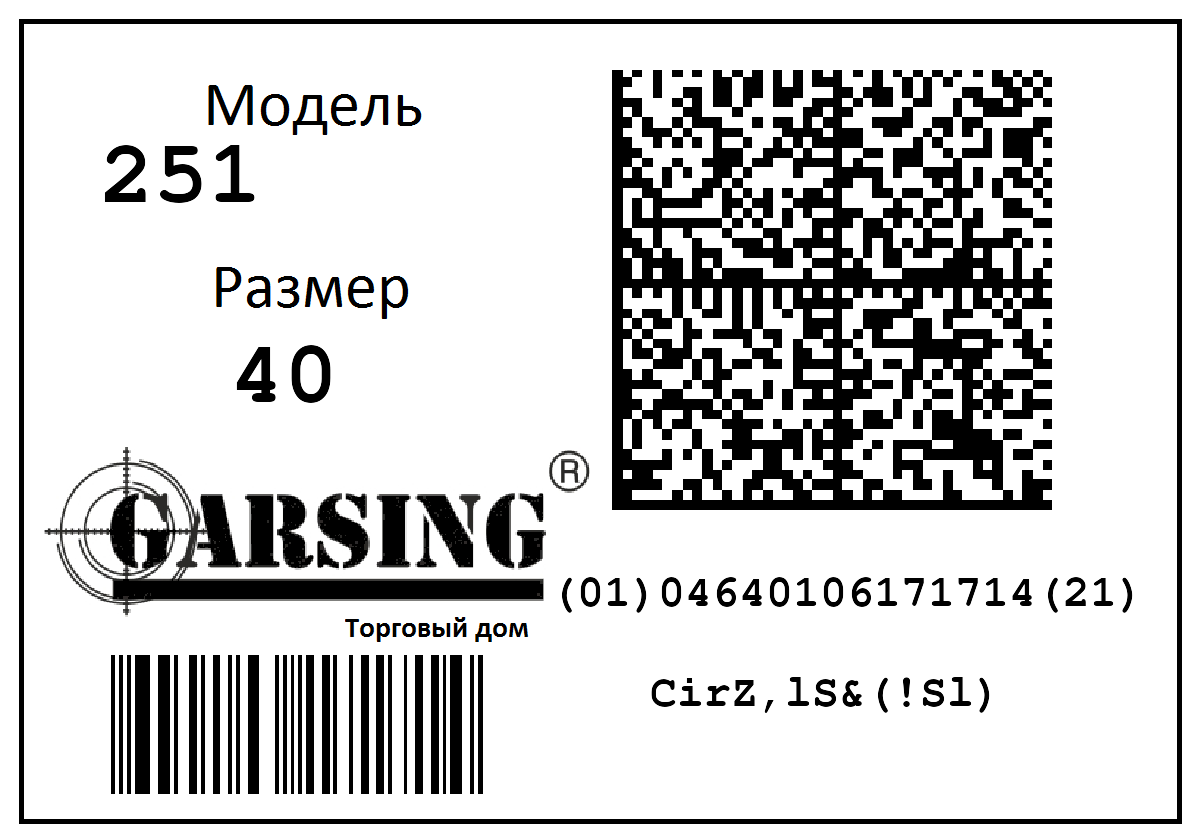 Модель
251
Размер
40
GARSING®
Торговый дом
(01)04640106171714(21)
CirZ,lS&(!Sl)